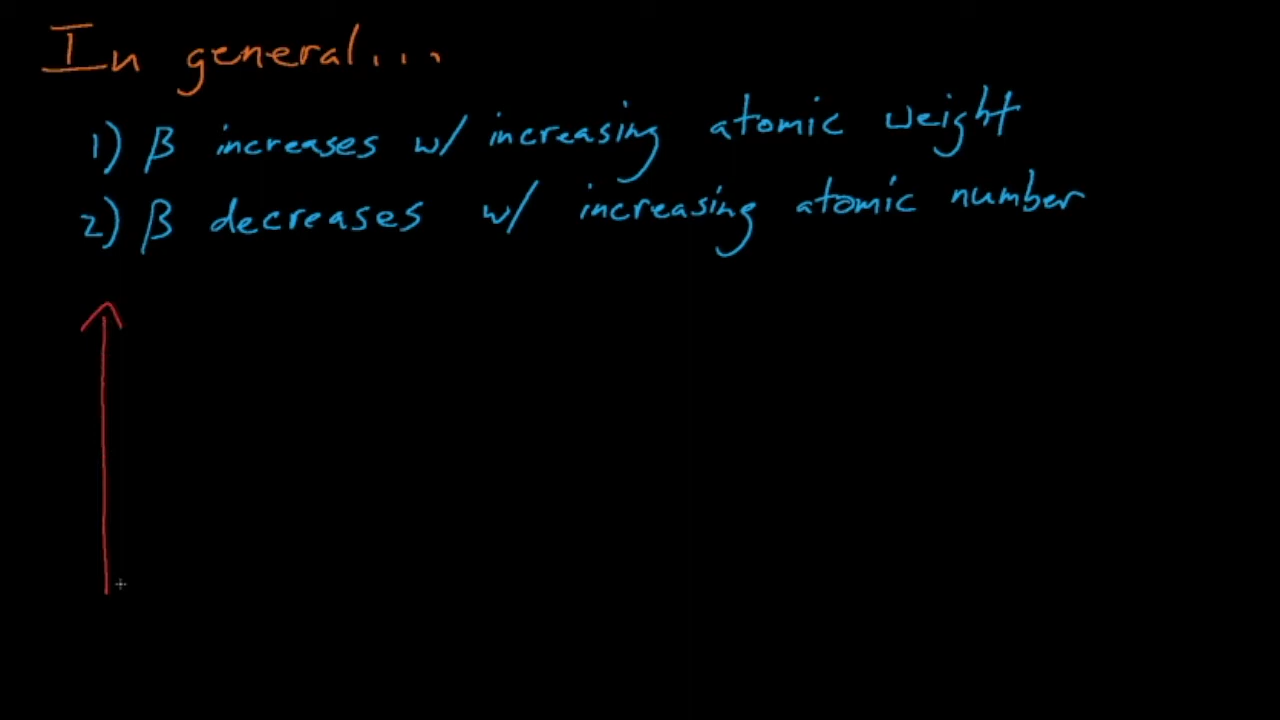 In general...
1) β increases w/ increasing atomic weight
2) β decreases w/ increasing atomic number